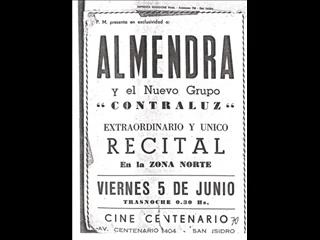 P. M. presenta en exclusividad a:
ALMENDRA
y el Nuevo Grupo
"CONTRALUZ"
EXTRAORDINARIO Y UNICO
RECITAL
En la ZONA NORTE
VIERNES 5 DE JUNIO
TRASNOCHE 0.30 Hs.
CINE CENTENARIO 70
AV. CENTENARIO 1404 SAN ISIDRO